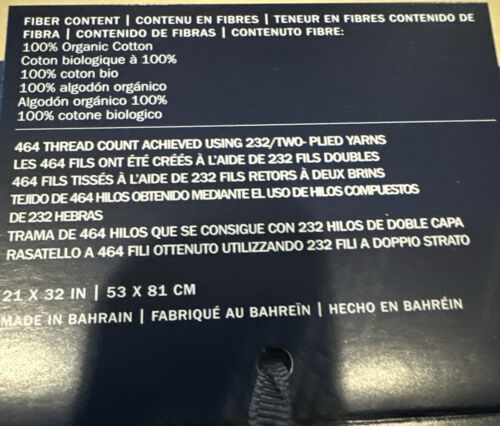 FIBER CONTENT | CONTENU EN FIBRES | TENEUR EN FIBRES CONTENIDO DE
FIBRA | CONTENIDO DE FIBRAS | CONTENUTO FIBRE:
100% Organic Cotton
Coton biologique à 100%
100% coton bio
100% algodón orgánico
Algodón orgánico 100%
100% cotone biologico
464 THREAD COUNT ACHIEVED USING 232/TWO- PLIED YARNS
LES 464 FILS ONT ÉTÉ CRÉÉS À L'AIDE DE 232 FILS DOUBLES
464 FILS TISSÉS À L'AIDE DE 232 FILS RETORS À DEUX BRINS
TEJIDO DE 464 HILOS OBTENIDO MEDIANTE EL USO DE HILOS COMPUESTOS
DE 232 HEBRAS
TRAMA DE 464 HILOS QUE SE CONSIGUE CON 232 HILOS DE DOBLE CAPA
RASATELLO A 464 FILI OTTENUTO UTILIZZANDO 232 FILI A DOPPIO STRATO
21 X 32 IN | 53 X 81 CM
MADE IN BAHRAIN | FABRIQUÉ AU BAHREÏN | HECHO EN BAHRÉIN